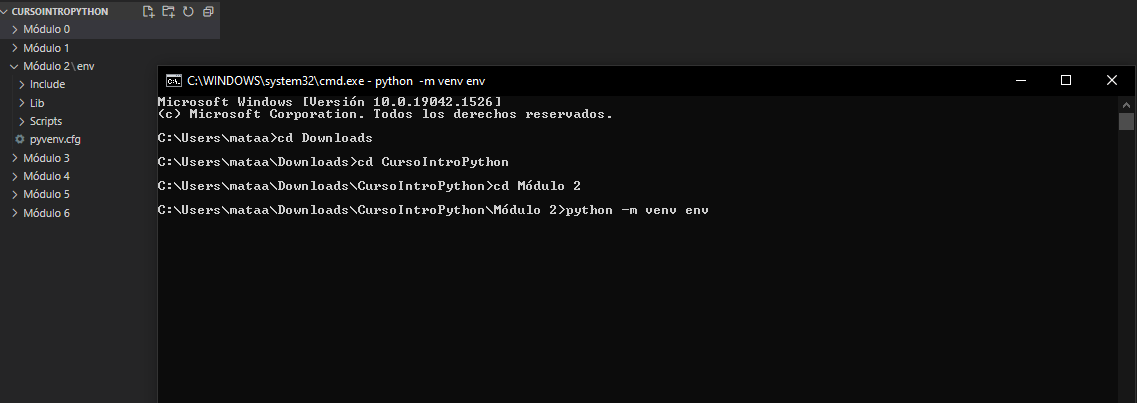 CURSOINTROPYTHON
Módulo 0
Módulo 1
Módulo 2\env
Include
Lib
Scripts
pyvenv.cfg
Módulo 3
Módulo 4
Módulo 5
Módulo 6
C:\WINDOWS\system32\cmd.exe - python -m venv env
Microsoft Windows [Versión 10.0.19042.1526]
(c) Microsoft Corporation. Todos los derechos reservados.
C:\Users\mataa>cd Downloads
C:\Users\mataa\Downloads>cd CursoIntroPython
C:\Users\mataa\Downloads\CursoIntroPython>cd Módulo 2
C:\Users\mataa\Downloads\CursoIntroPython\Módulo 2>python -m venv env